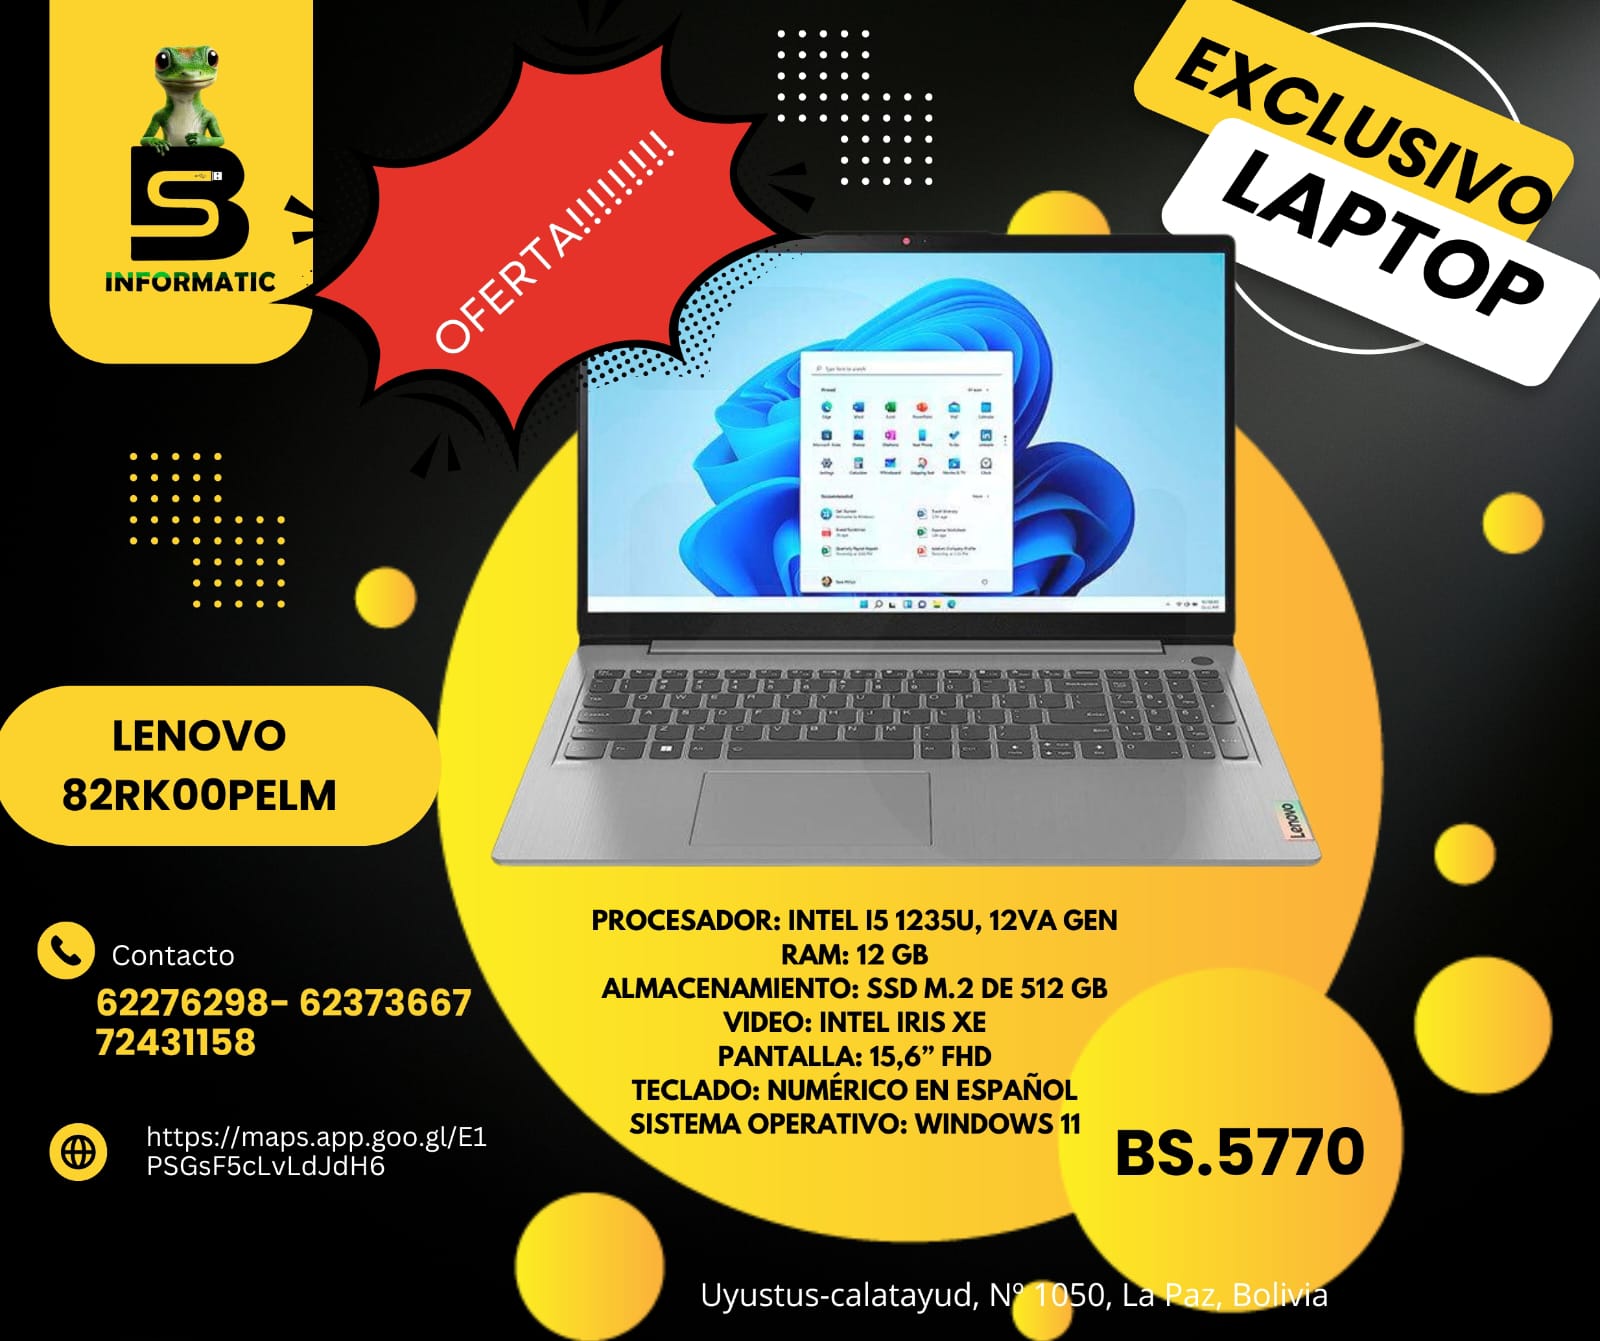 EXCLUSIVO
LAPTOP
OFERTA!!!!!!!!!!
BS
INFORMATIC
LENOVO
82RK00PELM
Contacto
62276298- 62373667
72431158
https://maps.app.goo.gl/E1
PSGsF5cLvLdJdH6
Lenovo
PROCESADOR: INTEL I5 1235U, 12VA GEN
RAM: 12 GB
ALMACENAMIENTO: SSD M.2 DE 512 GB
VIDEO: INTEL IRIS XE
PANTALLA: 15,6” FHD
TECLADO: NUMÉRICO EN ESPAÑOL
SISTEMA OPERATIVO: WINDOWS 11
BS.5770
Uyustus-calatayud, Nº 1050, La Paz, Bolivia